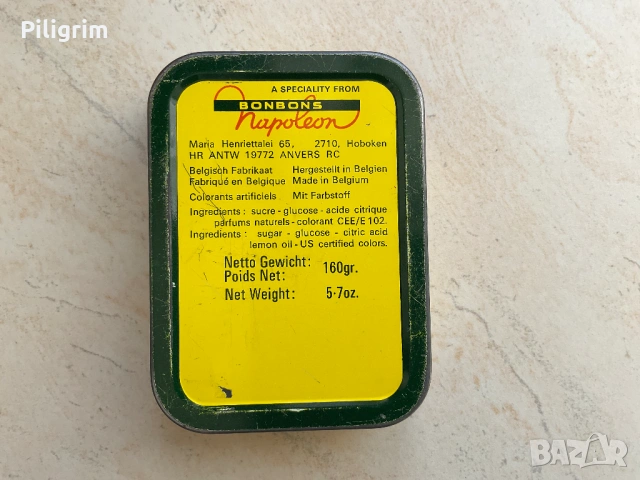 Piligrim
A SPECIALITY FROM
BONBONS
Napoleon
Maria Henriettalei 65, 2710, Hoboken
HR ANTW 19772 ANVERS RC
Belgisch Fabrikaat Hergestellt in Belgien
Fabriqué en Belgique Made in Belgium
Colorants artificiels Mit Farbstoff
Ingredients : sucre - glucose - acide citrique
parfums naturels - colorant CEE/E 102.
Ingredients : sugar - glucose - citric acid
lemon oil - US certified colors.
Netto Gewicht:
Poids Net: 160gr.
Net Weight: 5·7oz.
BAZAR